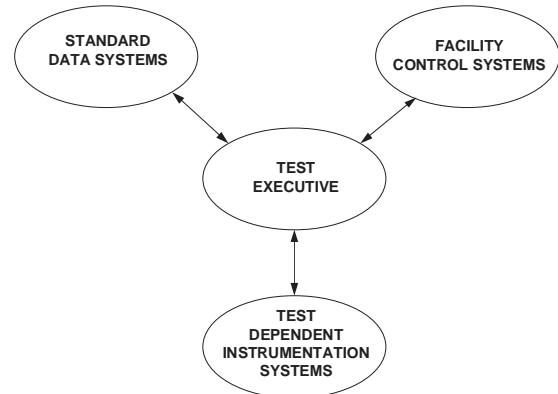 STANDARD
DATA SYSTEMS
FACILITY
CONTROL SYSTEMS
TEST
EXECUTIVE
TEST
DEPENDENT
INSTRUMENTATION
SYSTEMS